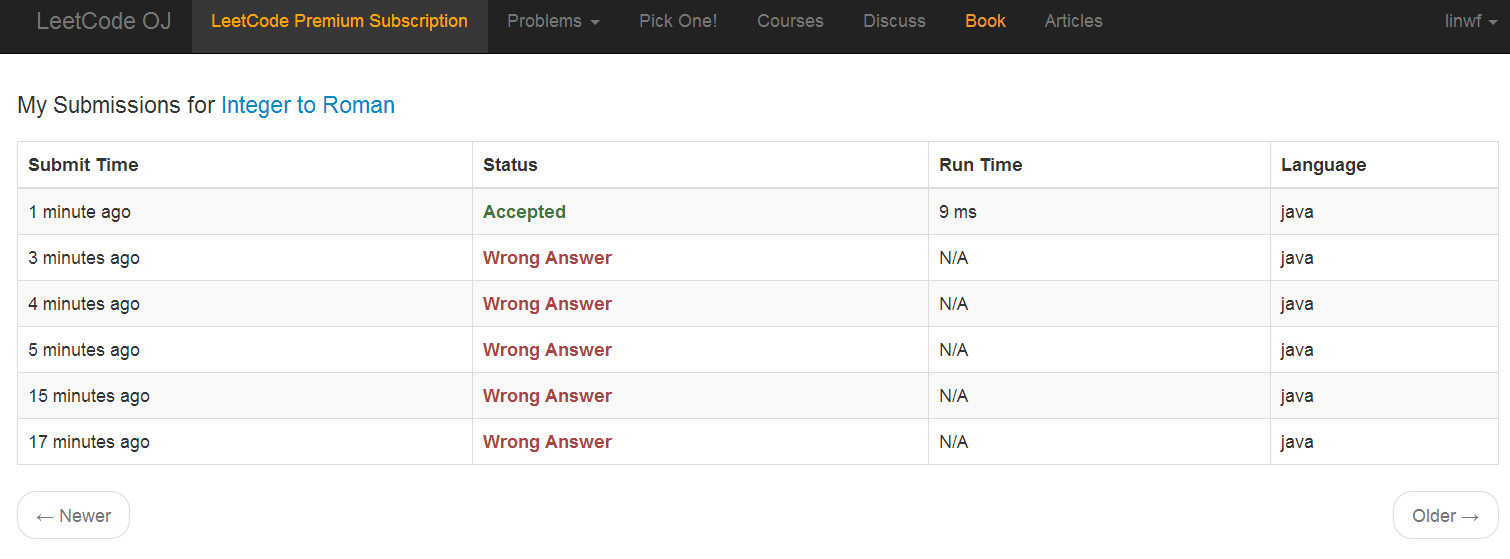 LeetCode OJ LeetCode Premium Subscription Problems Pick One! Courses Discuss Book Articles linwf
My Submissions for Integer to Roman
Submit Time Status Run Time Language
1 minute ago Accepted 9 ms java
3 minutes ago Wrong Answer N/A java
4 minutes ago Wrong Answer N/A java
5 minutes ago Wrong Answer N/A java
15 minutes ago Wrong Answer N/A java
17 minutes ago Wrong Answer N/A java
← Newer Older →